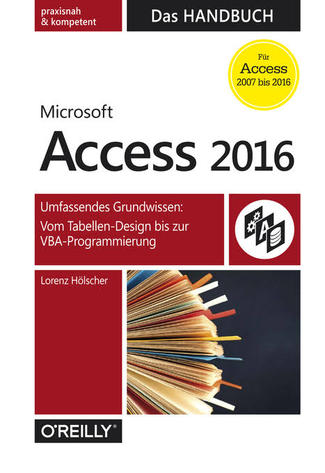 praxisnah
& kompetent
Das HANDBUCH
Für
Access
2007 bis 2016
Microsoft
Access 2016
Umfassendes Grundwissen:
Vom Tabellen-Design bis zur
VBA-Programmierung
A
Lorenz Hölscher
O'REILLY®